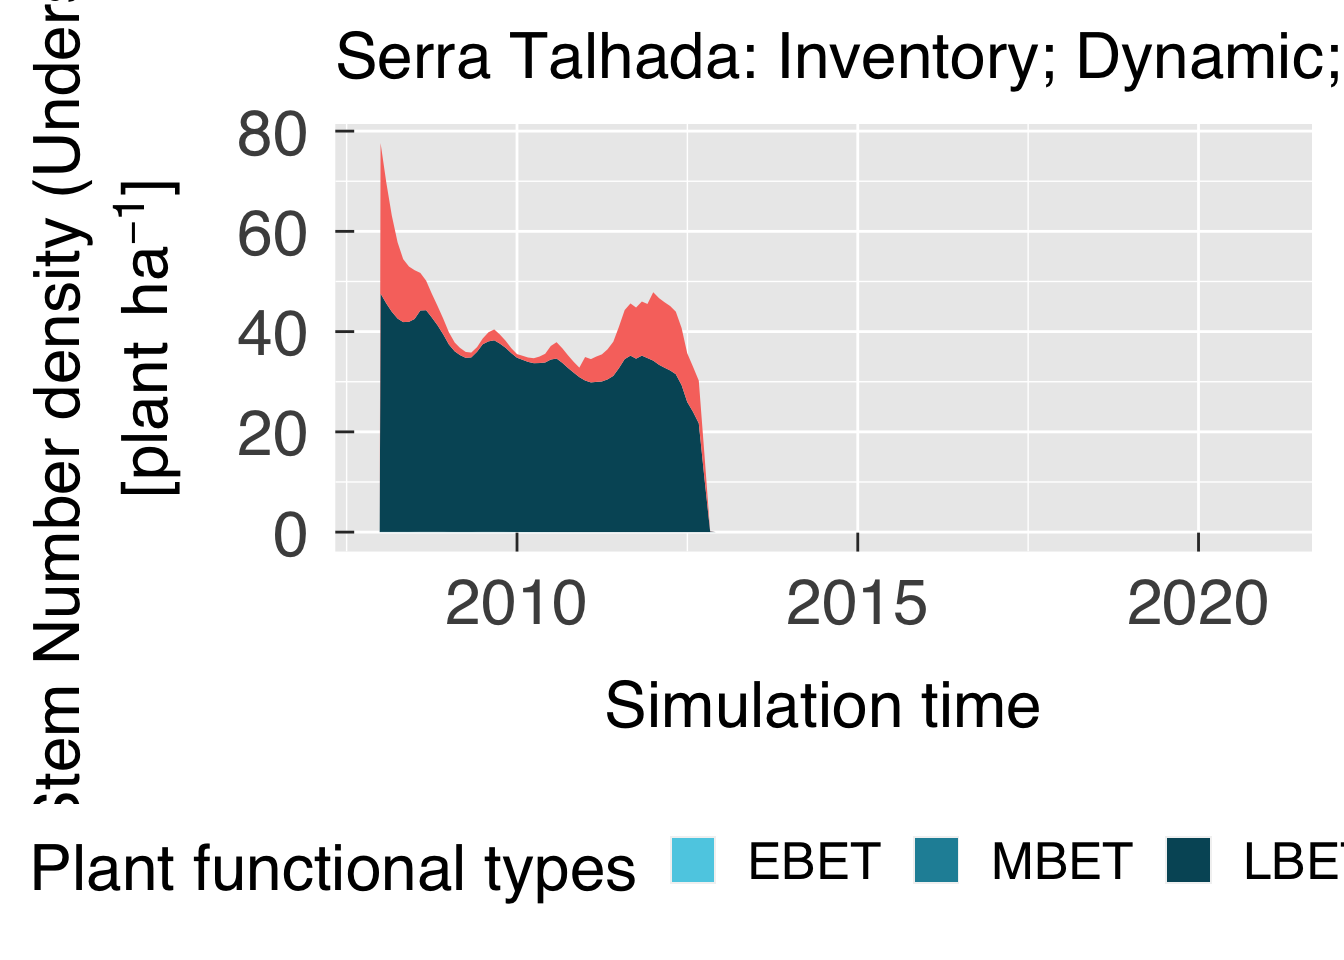 Serra Talhada: Inventory; Dynamic;
Stem Number density (Unders
[plant ha⁻¹]
80
60
40
20
0
2010 2015 2020
Simulation time
Plant functional types EBET MBET LBET